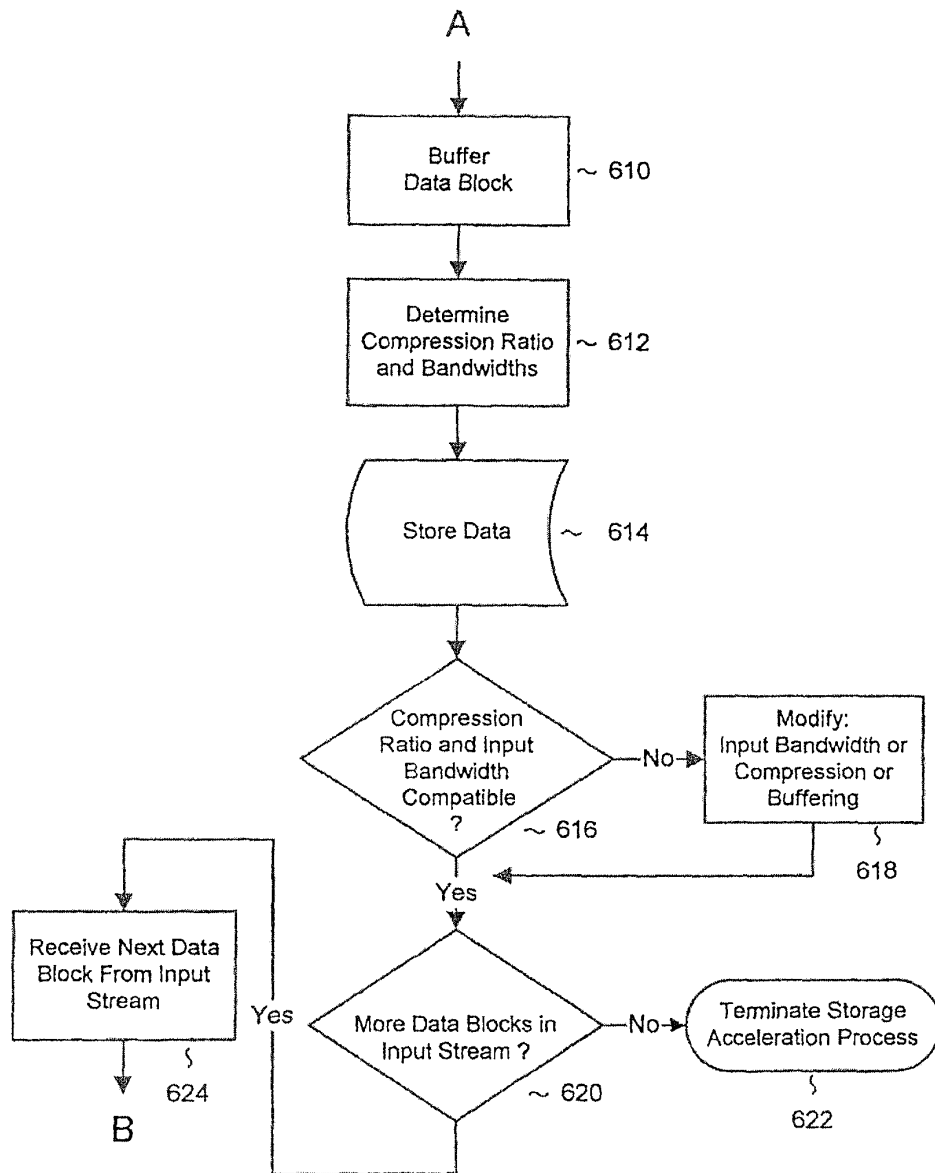 A
Buffer
Data Block
~ 610
Determine
Compression Ratio
and Bandwidths
~ 612
Store Data
~ 614
Compression
Ratio and Input
Bandwidth
Compatible
?
~ 616
No
Modify:
Input Bandwidth or
Compression or
Buffering
618
Yes
Receive Next Data
Block From Input
Stream
624
B
Yes
More Data Blocks in
Input Stream ?
~ 620
No
Terminate Storage
Acceleration Process
622